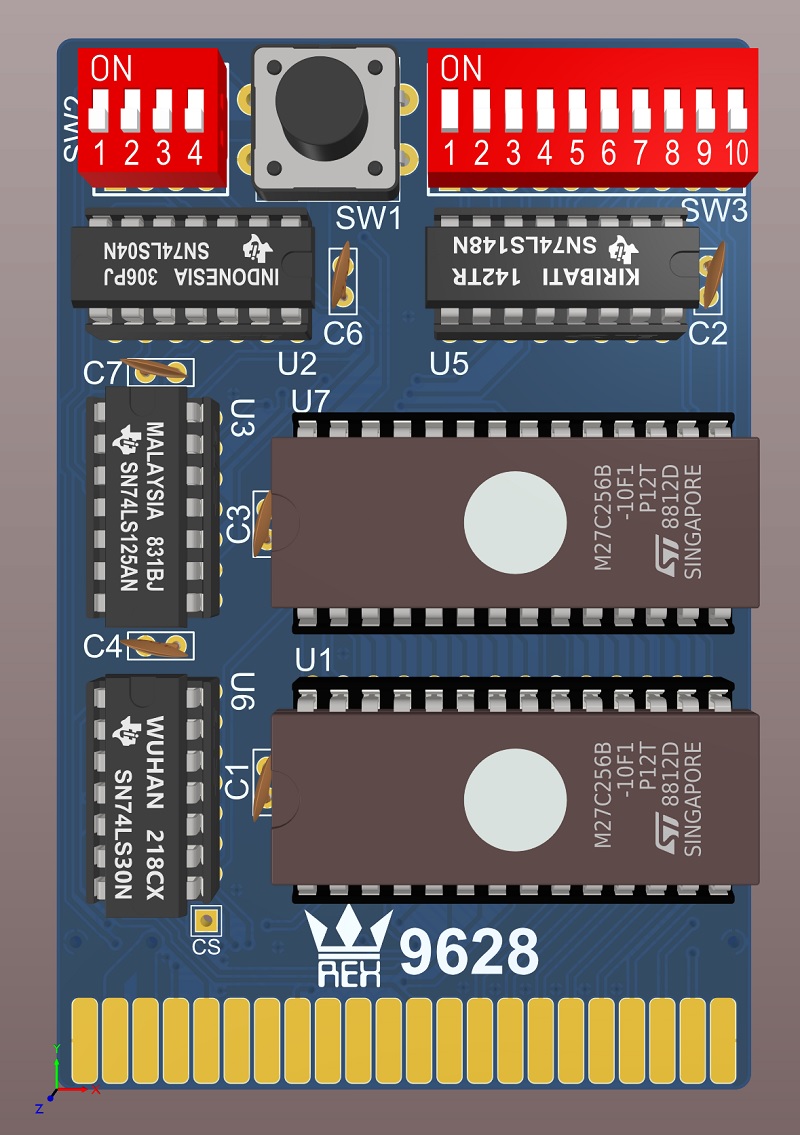 ON
1 2 3 4
SW2
SW1
ON
1 2 3 4 5 6 7 8 9 10
SW3
INDONESIA 306PJ
SN74LS04N
C6
U2
KIRIBATI 142TR
SN74LS148N
C2
U5
C7
U3
MALAYSIA 831BJ
SN74LS125AN
U7
C3
M27C256B
-10F1
P12T
ST 8812D
SINGAPORE
C4
U6
WUHAN 218CX
SN74LS30N
U1
C1
M27C256B
-10F1
P12T
ST 8812D
SINGAPORE
CS
REX 9628
Y
X
Z